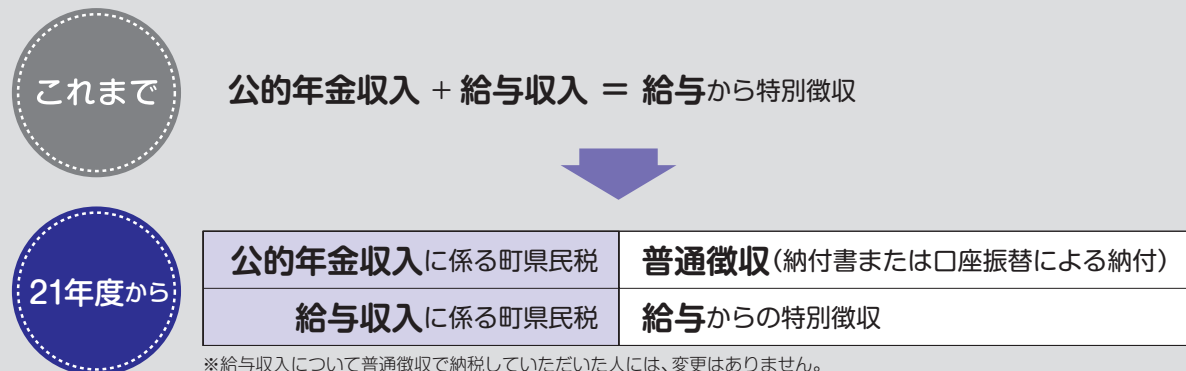 これまで
公的年金収入 + 給与収入 = 給与から特別徴収
21年度から
公的年金収入に係る町県民税 普通徴収(納付書または口座振替による納付)
給与収入に係る町県民税 給与からの特別徴収
※給与収入について普通徴収で納税していただいた人には、変更はありません。